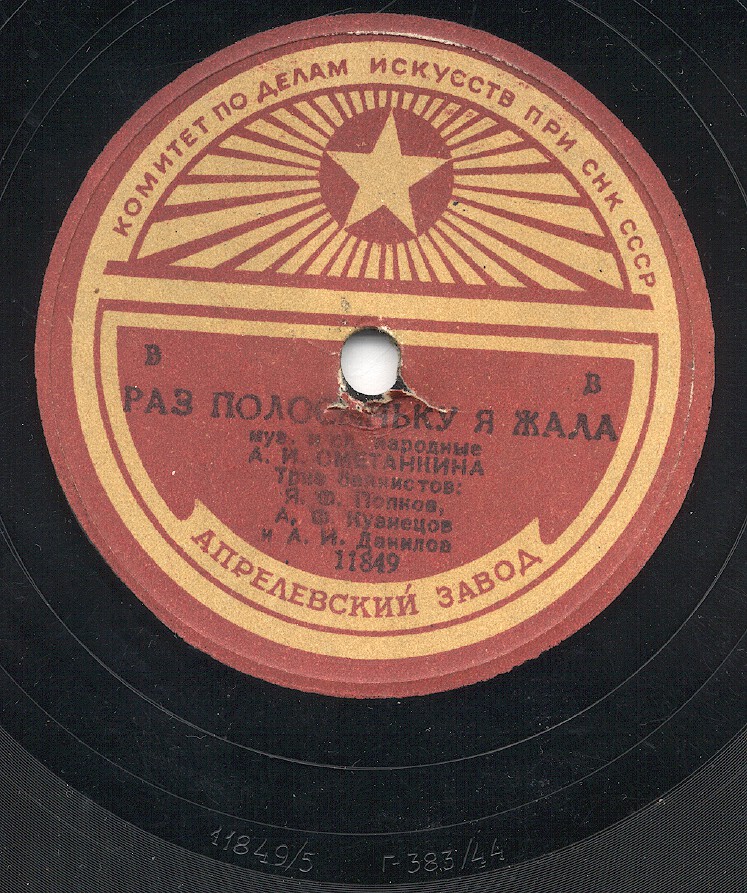 КОМИТЕТ ПО ДЕЛАМ ИСКУССТВ ПРИ СНК СССР
В В
РАЗ ПОЛОСЫНЬКУ Я ЖАЛА
муз. и сл. народные
А. И. СМЕТАНКИНА
Трио баянистов:
Я. Ф. Попков,
А. Ф. Кузнецов
и А. И. Данилов
11849
АПРЕЛЕВСКИЙ ЗАВОД
11849/5 Г-383/44